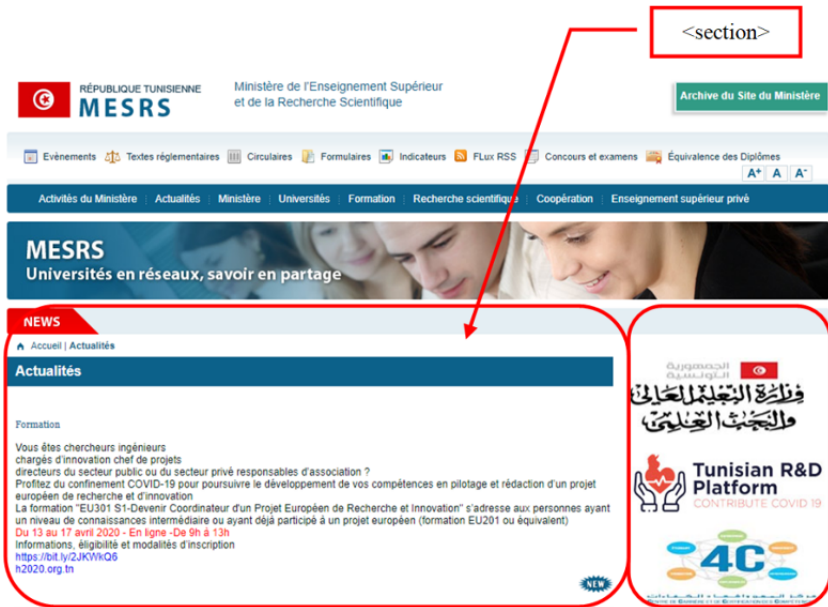 <section>
RÉPUBLIQUE TUNISIENNE
MESRS
Ministère de l'Enseignement Supérieur
et de la Recherche Scientifique
Archive du Site du Ministère
Evènements Textes réglementaires Circulaires Formulaires Indicateurs FLux RSS Concours et examens Équivalence des Diplômes
A+ A A-
Activités du Ministère Actualités Ministère Universités Formation Recherche scientifique Coopération Enseignement supérieur privé
MESRS
Universités en réseaux, savoir en partage
NEWS
Accueil | Actualités
Actualités
Formation
Vous êtes chercheurs ingénieurs
chargés d'innovation chef de projets
directeurs du secteur public ou du secteur privé responsables d'association ?
Profitez du confinement COVID-19 pour poursuivre le développement de vos compétences en pilotage et rédaction d'un projet
européen de recherche et d'innovation
La formation "EU301 S1-Devenir Coordinateur d'un Projet Européen de Recherche et Innovation" s'adresse aux personnes ayant
un niveau de connaissances intermédiaire ou ayant déjà participé à un projet européen (formation EU201 ou équivalent)
Du 13 au 17 avril 2020 - En ligne -De 9h à 13h
Informations, éligibilité et modalités d'inscription
https://bit.ly/2JKWkQ6
h2020.org.tn
NEW
الجمهورية
التونسية
وزارة التعليم العالي
والبحث العلمي
Tunisian R&D
Platform
CONTRIBUTE COVID 19
4C